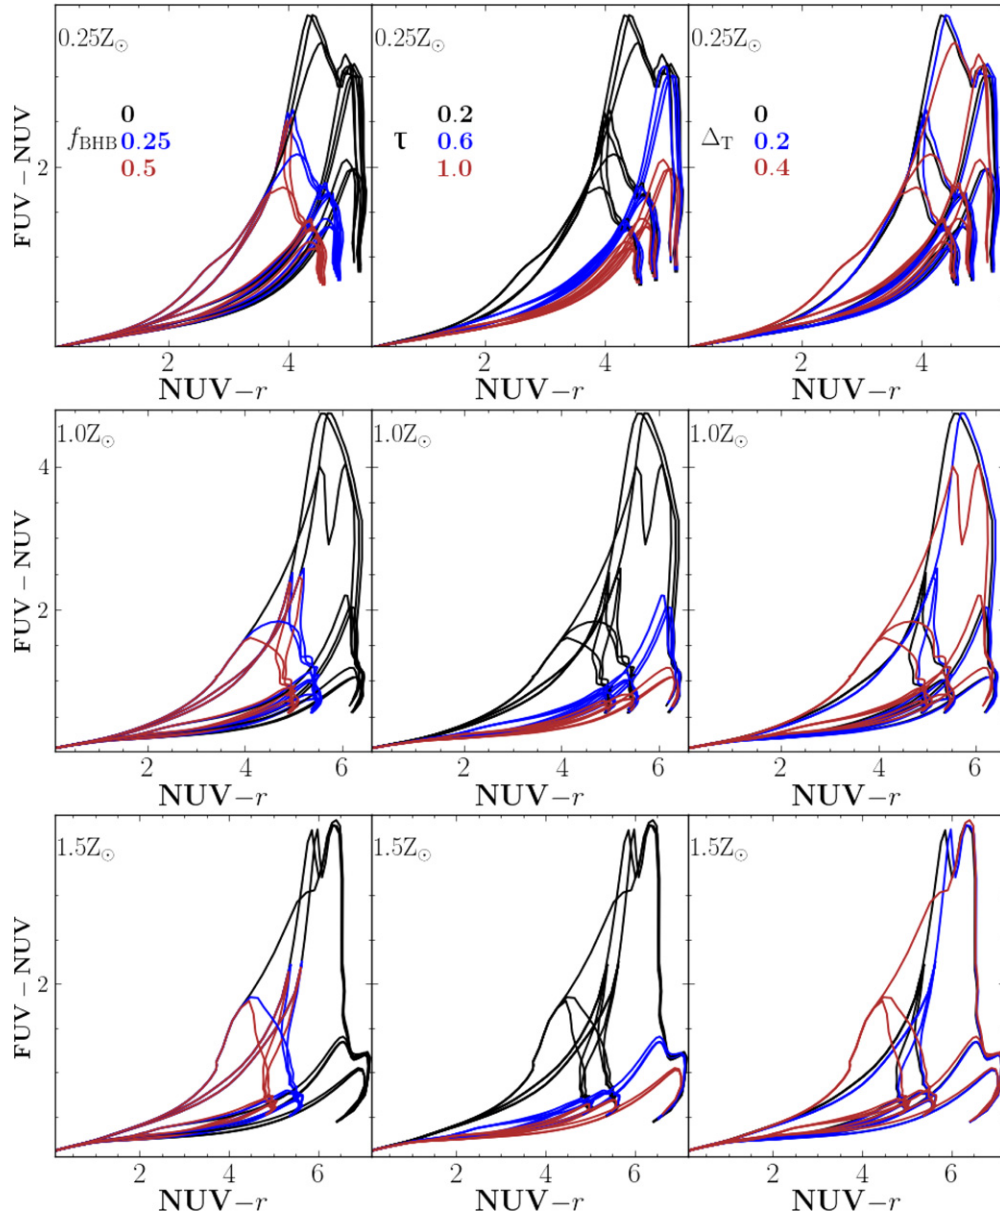 0.25Z⊙
0.25Z⊙
0.25Z⊙
FUV − NUV
2
0
f_BHB 0.25
0.5
0.2
τ 0.6
1.0
0
Δ_T 0.2
0.4
2 4
2 4
2 4
NUV−r
NUV−r
NUV−r
1.0Z⊙
1.0Z⊙
1.0Z⊙
FUV − NUV
4
2
2 4 6
2 4 6
2 4 6
NUV−r
NUV−r
NUV−r
1.5Z⊙
1.5Z⊙
1.5Z⊙
FUV − NUV
2
2 4 6
2 4 6
2 4 6
NUV−r
NUV−r
NUV−r